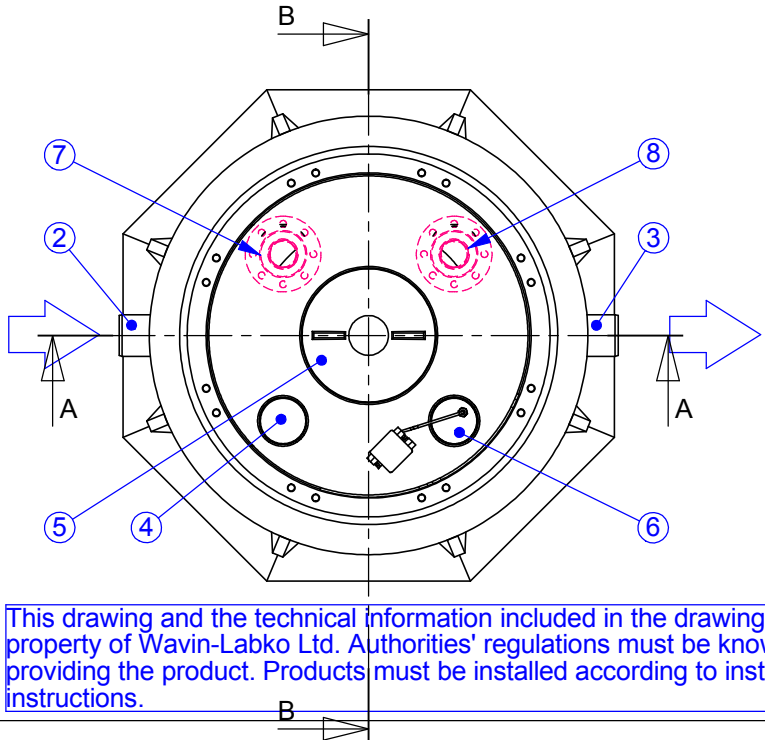 B
7
8
2
3
A
A
5
4
6
This drawing and the technical information included in the drawing
property of Wavin-Labko Ltd. Authorities' regulations must be know
providing the product. Products must be installed according to inst
instructions.
B